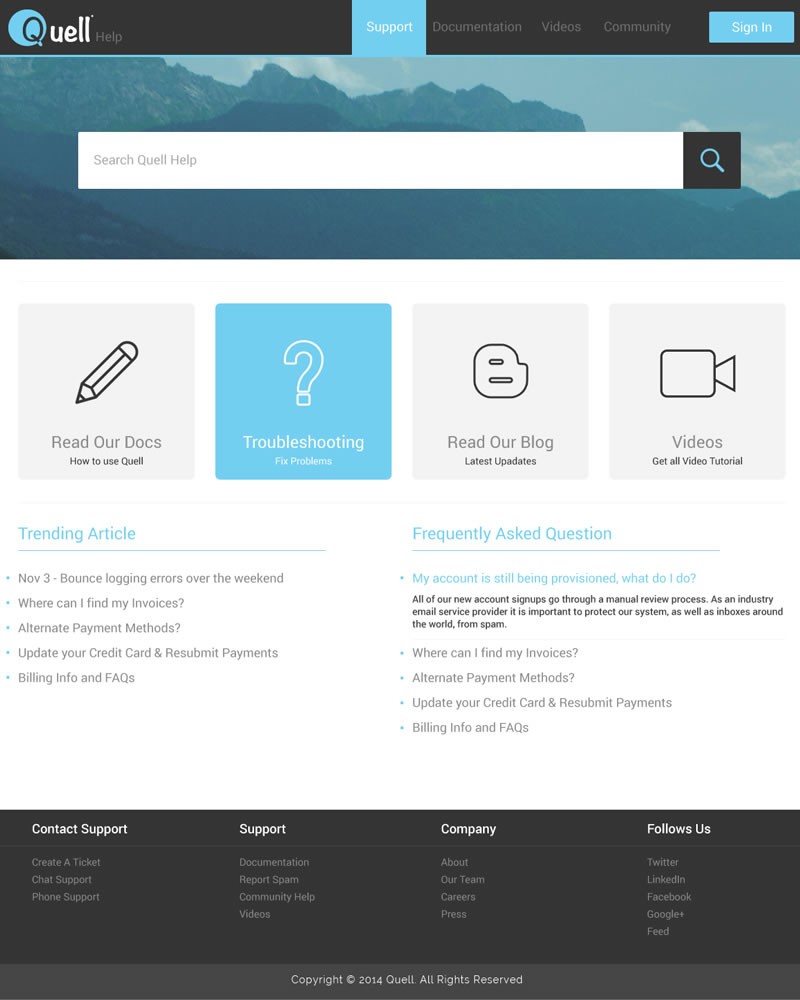 Quell Help
Support Documentation Videos Community Sign In
Search Quell Help
Read Our Docs
How to use Quell
Troubleshooting
Fix Problems
Read Our Blog
Latest Upadates
Videos
Get all Video Tutorial
Trending Article
Nov 3 - Bounce logging errors over the weekend
Where can I find my Invoices?
Alternate Payment Methods?
Update your Credit Card & Resubmit Payments
Billing Info and FAQs
Frequently Asked Question
My account is still being provisioned, what do I do?
All of our new account signups go through a manual review process. As an industry
email service provider it is important to protect our system, as well as inboxes around
the world, from spam.
Where can I find my Invoices?
Alternate Payment Methods?
Update your Credit Card & Resubmit Payments
Billing Info and FAQs
Contact Support
Create A Ticket
Chat Support
Phone Support
Support
Documentation
Report Spam
Community Help
Videos
Company
About
Our Team
Careers
Press
Follows Us
Twitter
LinkedIn
Facebook
Google+
Feed
Copyright © 2014 Quell. All Rights Reserved